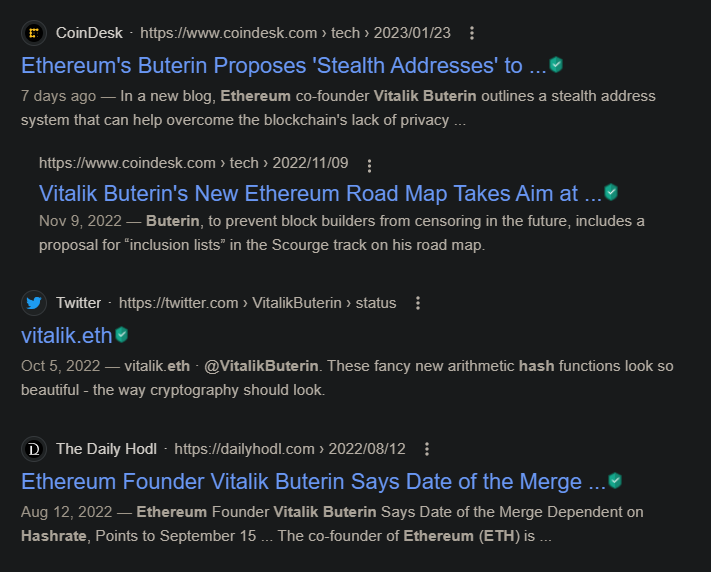 CoinDesk · https://www.coindesk.com › tech › 2023/01/23
Ethereum's Buterin Proposes 'Stealth Addresses' to ...
7 days ago — In a new blog, Ethereum co-founder Vitalik Buterin outlines a stealth address
system that can help overcome the blockchain's lack of privacy ...
https://www.coindesk.com › tech › 2022/11/09
Vitalik Buterin's New Ethereum Road Map Takes Aim at ...
Nov 9, 2022 — Buterin, to prevent block builders from censoring in the future, includes a
proposal for “inclusion lists” in the Scourge track on his road map.
Twitter · https://twitter.com › VitalikButerin › status
vitalik.eth
Oct 5, 2022 — vitalik.eth · @VitalikButerin. These fancy new arithmetic hash functions look so
beautiful - the way cryptography should look.
D The Daily Hodl · https://dailyhodl.com › 2022/08/12
Ethereum Founder Vitalik Buterin Says Date of the Merge ...
Aug 12, 2022 — Ethereum Founder Vitalik Buterin Says Date of the Merge Dependent on
Hashrate, Points to September 15 ... The co-founder of Ethereum (ETH) is ...